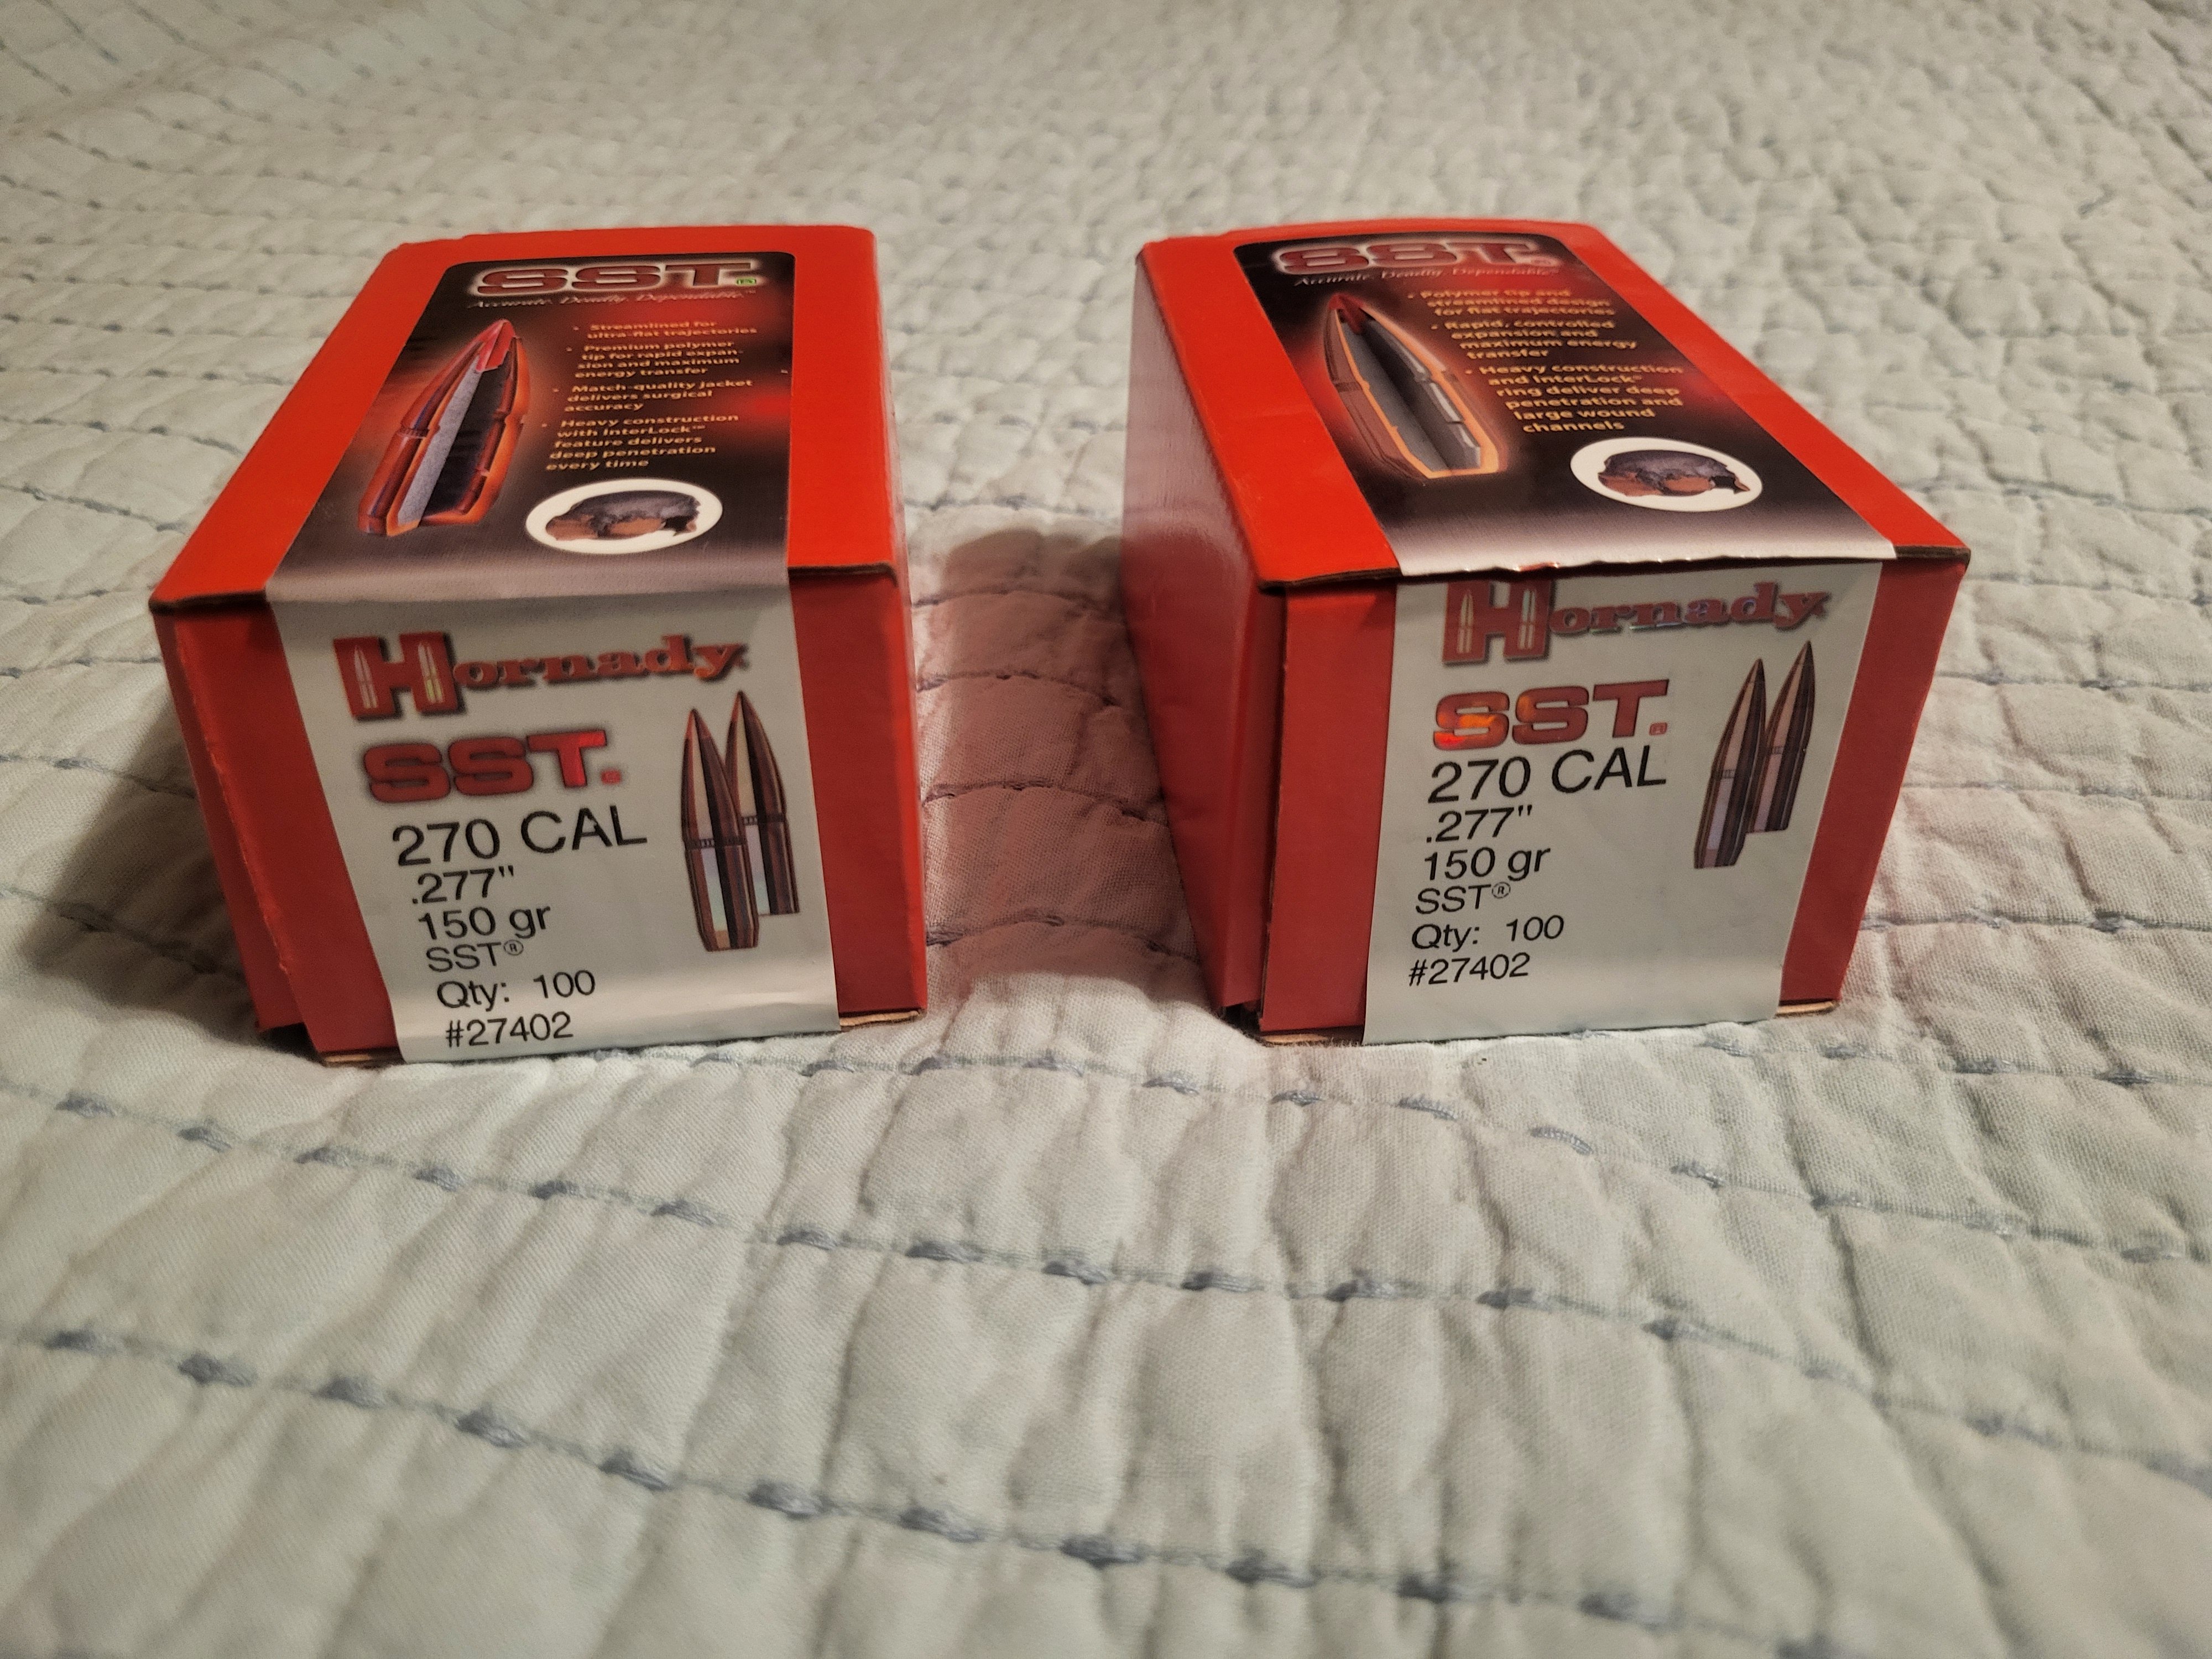 SST®
Accurate. Deadly. Dependable.™
• Streamlined for
ultra-flat trajectories
• Premium polymer
tip for rapid expan-
sion and maximum
energy transfer
• Match-quality jacket
delivers surgical
accuracy
• Heavy construction
with InterLock™
feature delivers
deep penetration
every time
Hornady
SST®
270 CAL
.277"
150 gr
SST®
Qty: 100
#27402
SST®
Accurate. Deadly. Dependable.™
• Polymer tip and
streamlined design
for flat trajectories
• Rapid, controlled
expansion and
maximum energy
transfer
• Heavy construction
and InterLock™
ring deliver deep
penetration and
large wound
channels
Hornady
SST®
270 CAL
.277"
150 gr
SST®
Qty: 100
#27402